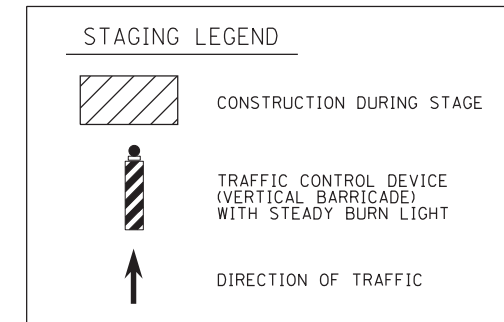 STAGING LEGEND
CONSTRUCTION DURING STAGE
TRAFFIC CONTROL DEVICE
(VERTICAL BARRICADE)
WITH STEADY BURN LIGHT
DIRECTION OF TRAFFIC